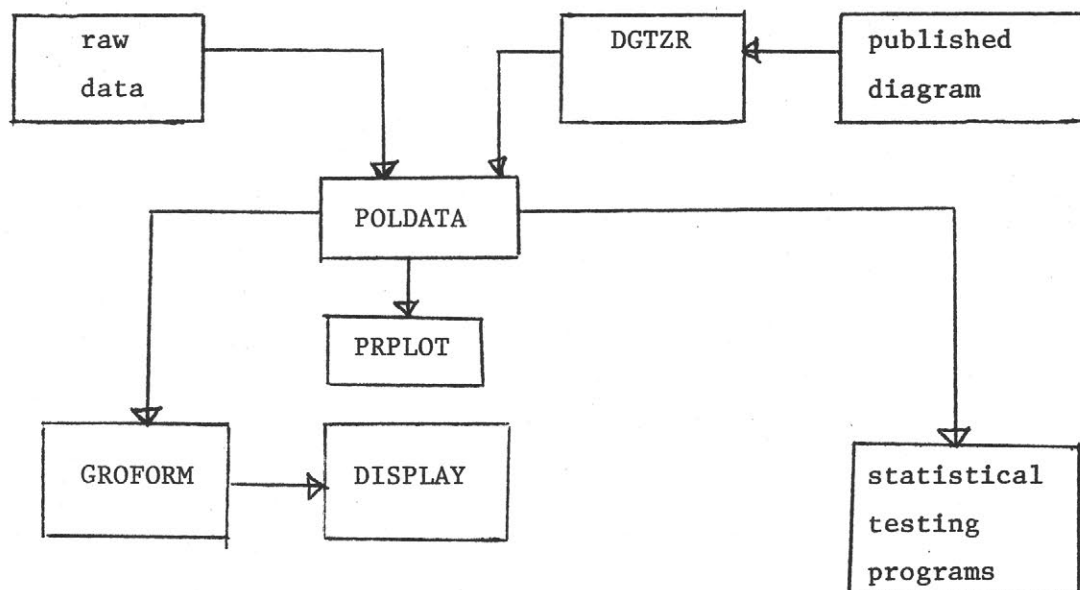 raw
data
DGTZR
published
diagram
POLDATA
PRPLOT
GROFORM
DISPLAY
statistical
testing
programs